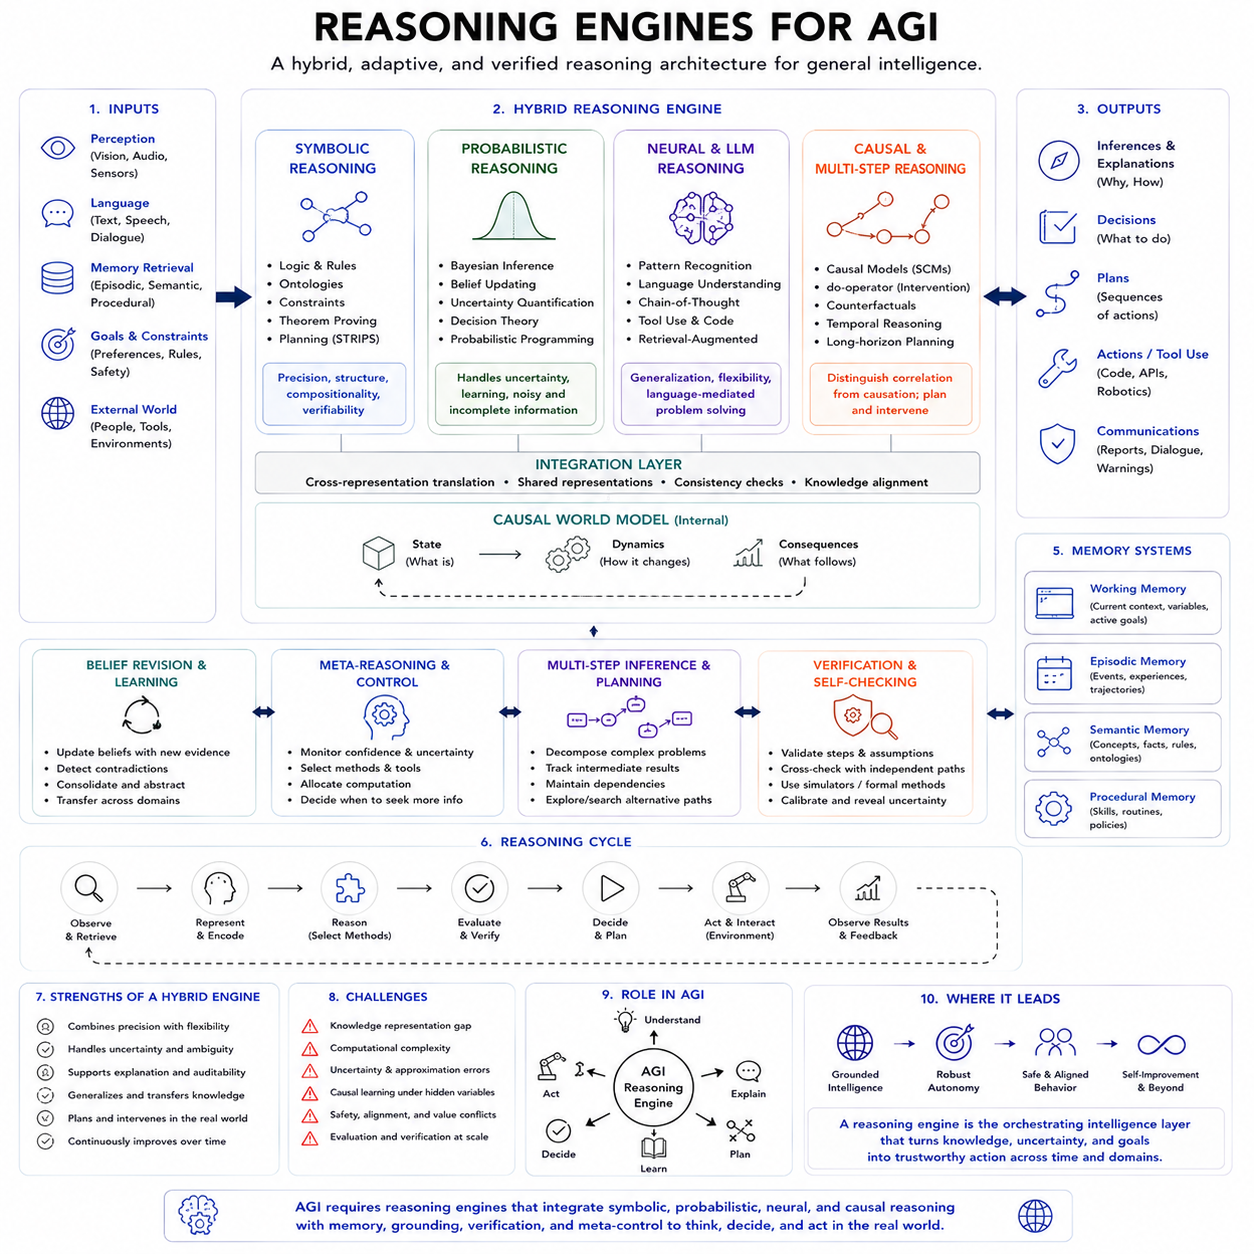 REASONING ENGINES FOR AGI
A hybrid, adaptive, and verified reasoning architecture for general intelligence.
1. INPUTS
Perception
(Vision, Audio,
Sensors)
Language
(Text, Speech,
Dialogue)
Memory Retrieval
(Episodic, Semantic,
Procedural)
Goals & Constraints
(Preferences, Rules,
Safety)
External World
(People, Tools,
Environments)
2. HYBRID REASONING ENGINE
SYMBOLIC
REASONING
• Logic & Rules
• Ontologies
• Constraints
• Theorem Proving
• Planning (STRIPS)
Precision, structure,
compositionality,
verifiability
PROBABILISTIC
REASONING
• Bayesian Inference
• Belief Updating
• Uncertainty Quantification
• Decision Theory
• Probabilistic Programming
Handles uncertainty,
learning, noisy and
incomplete information
NEURAL & LLM
REASONING
• Pattern Recognition
• Language Understanding
• Chain-of-Thought
• Tool Use & Code
• Retrieval-Augmented
Generalization, flexibility,
language-mediated
problem solving
CAUSAL &
MULTI-STEP REASONING
• Causal Models (SCMs)
• do-operator (Intervention)
• Counterfactuals
• Temporal Reasoning
• Long-horizon Planning
Distinguish correlation
from causation; plan
and intervene
INTEGRATION LAYER
Cross-representation translation • Shared representations • Consistency checks • Knowledge alignment
CAUSAL WORLD MODEL (Internal)
State
(What is)
Dynamics
(How it changes)
Consequences
(What follows)
3. OUTPUTS
Inferences &
Explanations
(Why, How)
Decisions
(What to do)
Plans
(Sequences
of actions)
Actions / Tool Use
(Code, APIs,
Robotics)
Communications
(Reports, Dialogue,
Warnings)
BELIEF REVISION &
LEARNING
• Update beliefs with new evidence
• Detect contradictions
• Consolidate and abstract
• Transfer across domains
META-REASONING &
CONTROL
• Monitor confidence & uncertainty
• Select methods & tools
• Allocate computation
• Decide when to seek more info
MULTI-STEP INFERENCE &
PLANNING
• Decompose complex problems
• Track intermediate results
• Maintain dependencies
• Explore/search alternative paths
VERIFICATION &
SELF-CHECKING
• Validate steps & assumptions
• Cross-check with independent paths
• Use simulators / formal methods
• Calibrate and reveal uncertainty
5. MEMORY SYSTEMS
Working Memory
(Current context, variables,
active goals)
Episodic Memory
(Events, experiences,
trajectories)
Semantic Memory
(Concepts, facts, rules,
ontologies)
Procedural Memory
(Skills, routines,
policies)
6. REASONING CYCLE
Observe
& Retrieve
Represent
& Encode
Reason
(Select Methods)
Evaluate
& Verify
Decide
& Plan
Act & Interact
(Environment)
Observe Results
& Feedback
7. STRENGTHS OF A HYBRID ENGINE
Combines precision with flexibility
Handles uncertainty and ambiguity
Supports explanation and auditability
Generalizes and transfers knowledge
Plans and intervenes in the real world
Continuously improves over time
8. CHALLENGES
Knowledge representation gap
Computational complexity
Uncertainty & approximation errors
Causal learning under hidden variables
Safety, alignment, and value conflicts
Evaluation and verification at scale
9. ROLE IN AGI
Understand
AGI
Reasoning
Engine
Act
Explain
Decide
Plan
Learn
10. WHERE IT LEADS
Grounded
Intelligence
Robust
Autonomy
Safe & Aligned
Behavior
Self-Improvement
& Beyond
A reasoning engine is the orchestrating intelligence layer
that turns knowledge, uncertainty, and goals
into trustworthy action across time and domains.
AGI requires reasoning engines that integrate symbolic, probabilistic, neural, and causal reasoning
with memory, grounding, verification, and meta-control to think, decide, and act in the real world.